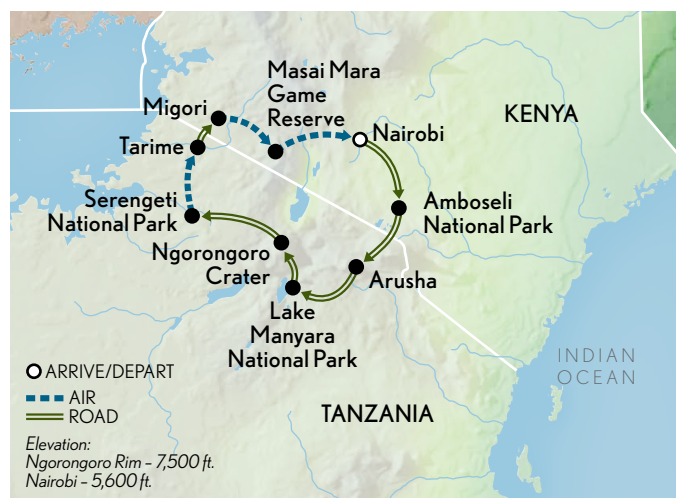 Masai Mara
Game
Reserve
KENYA
Migori
Nairobi
Tarime
Serengeti
National Park
Amboseli
National Park
Ngorongoro
Crater
Arusha
Lake
Manyara
National Park
INDIAN
OCEAN
ARRIVE/DEPART
AIR
ROAD
TANZANIA
Elevation:
Ngorongoro Rim – 7,500 ft.
Nairobi – 5,600 ft.